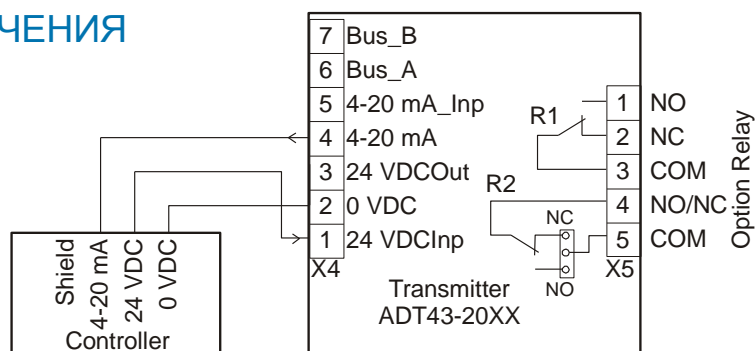 ЧЕНИЯ
7 Bus_B
6 Bus_A
5 4-20 mA_Inp
4 4-20 mA
3 24 VDCOut
2 0 VDC
1 24 VDCInp
X4
R1
R2
NC
NO
1 NO
2 NC
3 COM
4 NO/NC
5 COM
X5
Option Relay
Transmitter
ADT43-20XX
Shield
4-20 mA
24 VDC
0 VDC
Controller